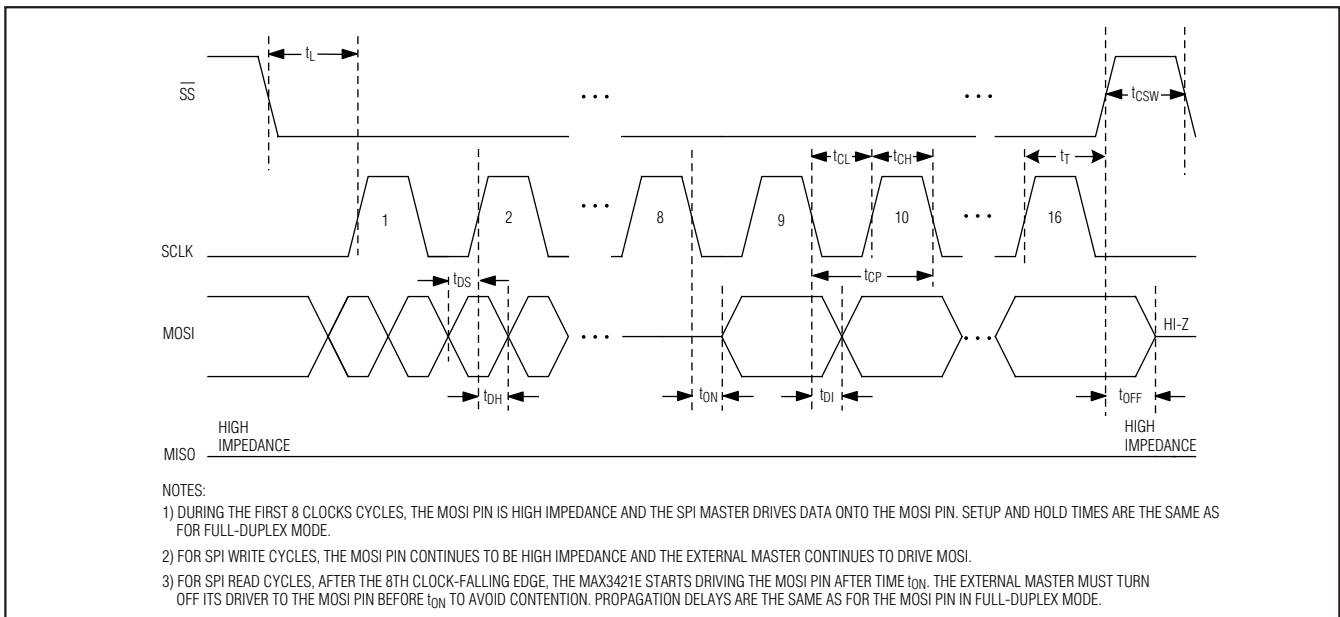 tL
SS
... ...
tCSW
tCL tCH tT
1 2 ... 8 9 10 ... 16
SCLK
tDS tCP
MOSI ... ... HI-Z
tDH tON tDI tOFF
HIGH IMPEDANCE HIGH IMPEDANCE
MISO
NOTES:
1) DURING THE FIRST 8 CLOCKS CYCLES, THE MOSI PIN IS HIGH IMPEDANCE AND THE SPI MASTER DRIVES DATA ONTO THE MOSI PIN. SETUP AND HOLD TIMES ARE THE SAME AS
FOR FULL-DUPLEX MODE.
2) FOR SPI WRITE CYCLES, THE MOSI PIN CONTINUES TO BE HIGH IMPEDANCE AND THE EXTERNAL MASTER CONTINUES TO DRIVE MOSI.
3) FOR SPI READ CYCLES, AFTER THE 8TH CLOCK-FALLING EDGE, THE MAX3421E STARTS DRIVING THE MOSI PIN AFTER TIME tON. THE EXTERNAL MASTER MUST TURN
OFF ITS DRIVER TO THE MOSI PIN BEFORE tON TO AVOID CONTENTION. PROPAGATION DELAYS ARE THE SAME AS FOR THE MOSI PIN IN FULL-DUPLEX MODE.